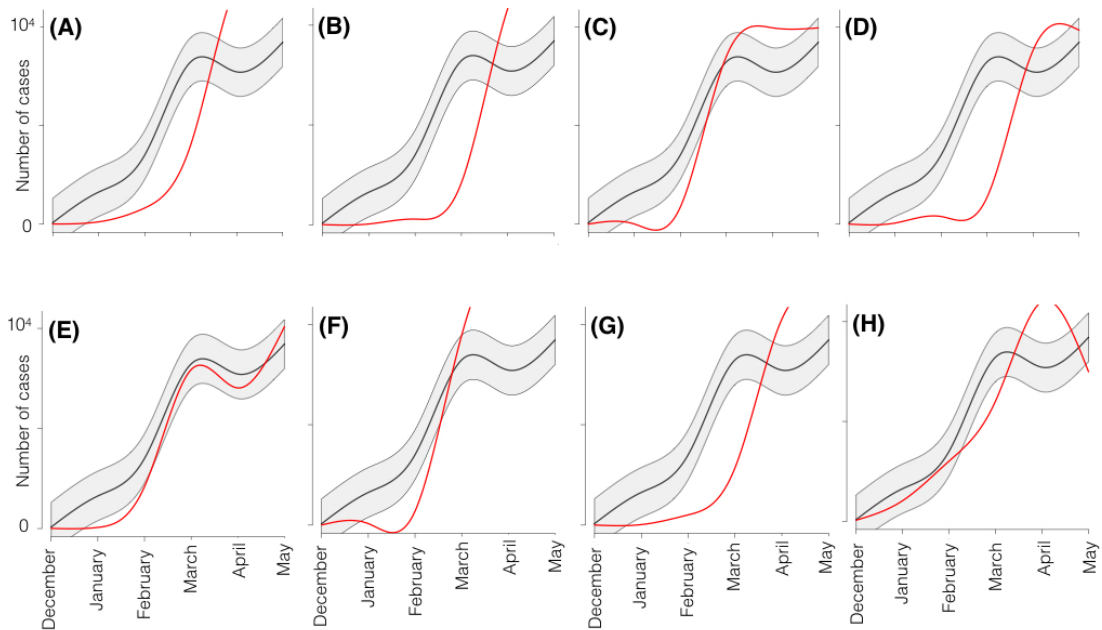 (A)
(B)
(C)
(D)
10⁴
Number of cases
0
(E)
(F)
(G)
(H)
10⁴
Number of cases
0
December
January
February
March
April
May
December
January
February
March
April
May
December
January
February
March
April
May
December
January
February
March
April
May